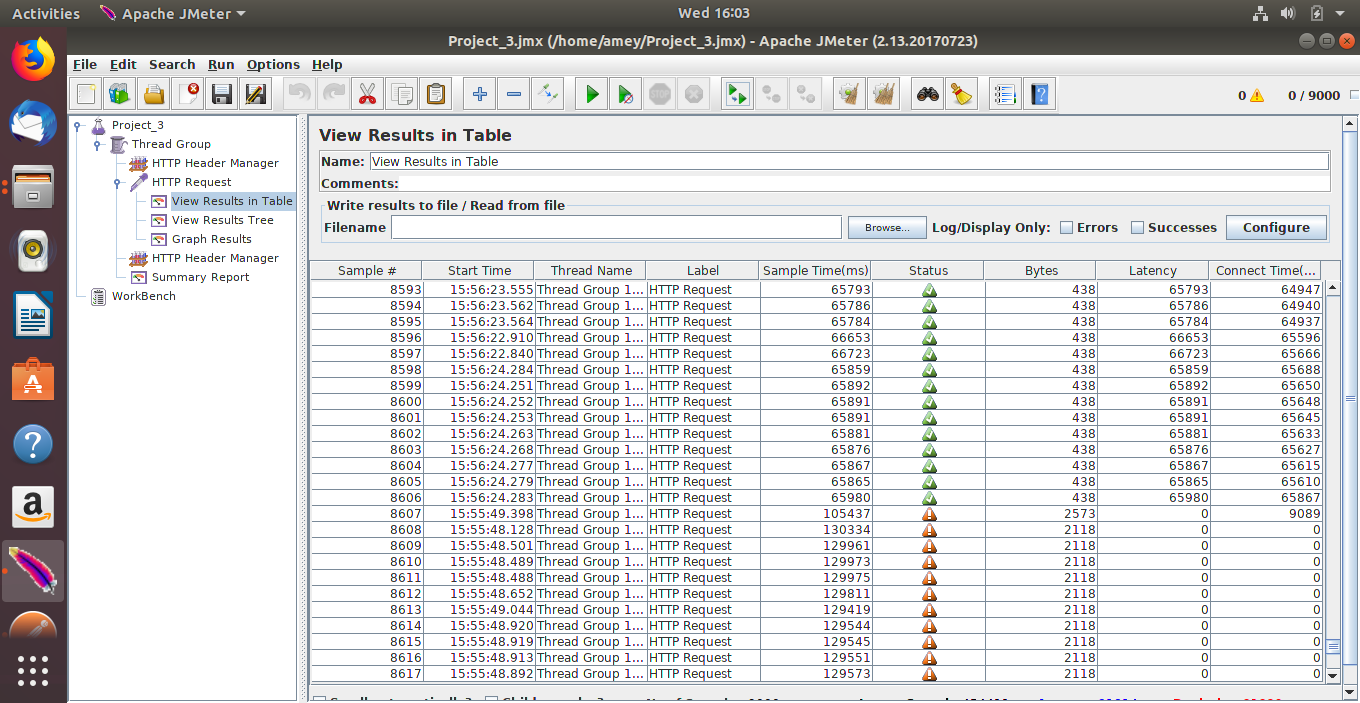 Activities Apache JMeter Wed 16:03
Project_3.jmx (/home/amey/Project_3.jmx) - Apache JMeter (2.13.20170723)
File Edit Search Run Options Help
0 0 / 9000
Project_3
Thread Group
HTTP Header Manager
HTTP Request
View Results in Table
View Results Tree
Graph Results
HTTP Header Manager
Summary Report
WorkBench
View Results in Table
Name: View Results in Table
Comments:
Write results to file / Read from file
Filename Browse... Log/Display Only: Errors Successes Configure
Sample # Start Time Thread Name Label Sample Time(ms) Status Bytes Latency Connect Time(...
8593 15:56:23.555 Thread Group 1... HTTP Request 65793 438 65793 64947
8594 15:56:23.562 Thread Group 1... HTTP Request 65786 438 65786 64940
8595 15:56:23.564 Thread Group 1... HTTP Request 65784 438 65784 64937
8596 15:56:22.910 Thread Group 1... HTTP Request 66653 438 66653 65596
8597 15:56:22.840 Thread Group 1... HTTP Request 66723 438 66723 65666
8598 15:56:24.284 Thread Group 1... HTTP Request 65859 438 65859 65688
8599 15:56:24.251 Thread Group 1... HTTP Request 65892 438 65892 65650
8600 15:56:24.252 Thread Group 1... HTTP Request 65891 438 65891 65648
8601 15:56:24.253 Thread Group 1... HTTP Request 65891 438 65891 65645
8602 15:56:24.263 Thread Group 1... HTTP Request 65881 438 65881 65633
8603 15:56:24.268 Thread Group 1... HTTP Request 65876 438 65876 65627
8604 15:56:24.277 Thread Group 1... HTTP Request 65867 438 65867 65615
8605 15:56:24.279 Thread Group 1... HTTP Request 65865 438 65865 65610
8606 15:56:24.283 Thread Group 1... HTTP Request 65980 438 65980 65867
8607 15:55:49.398 Thread Group 1... HTTP Request 105437 2573 0 9089
8608 15:55:48.128 Thread Group 1... HTTP Request 130334 2118 0 0
8609 15:55:48.501 Thread Group 1... HTTP Request 129961 2118 0 0
8610 15:55:48.489 Thread Group 1... HTTP Request 129973 2118 0 0
8611 15:55:48.488 Thread Group 1... HTTP Request 129975 2118 0 0
8612 15:55:48.652 Thread Group 1... HTTP Request 129811 2118 0 0
8613 15:55:49.044 Thread Group 1... HTTP Request 129419 2118 0 0
8614 15:55:48.920 Thread Group 1... HTTP Request 129544 2118 0 0
8615 15:55:48.919 Thread Group 1... HTTP Request 129545 2118 0 0
8616 15:55:48.913 Thread Group 1... HTTP Request 129551 2118 0 0
8617 15:55:48.892 Thread Group 1... HTTP Request 129573 2118 0 0